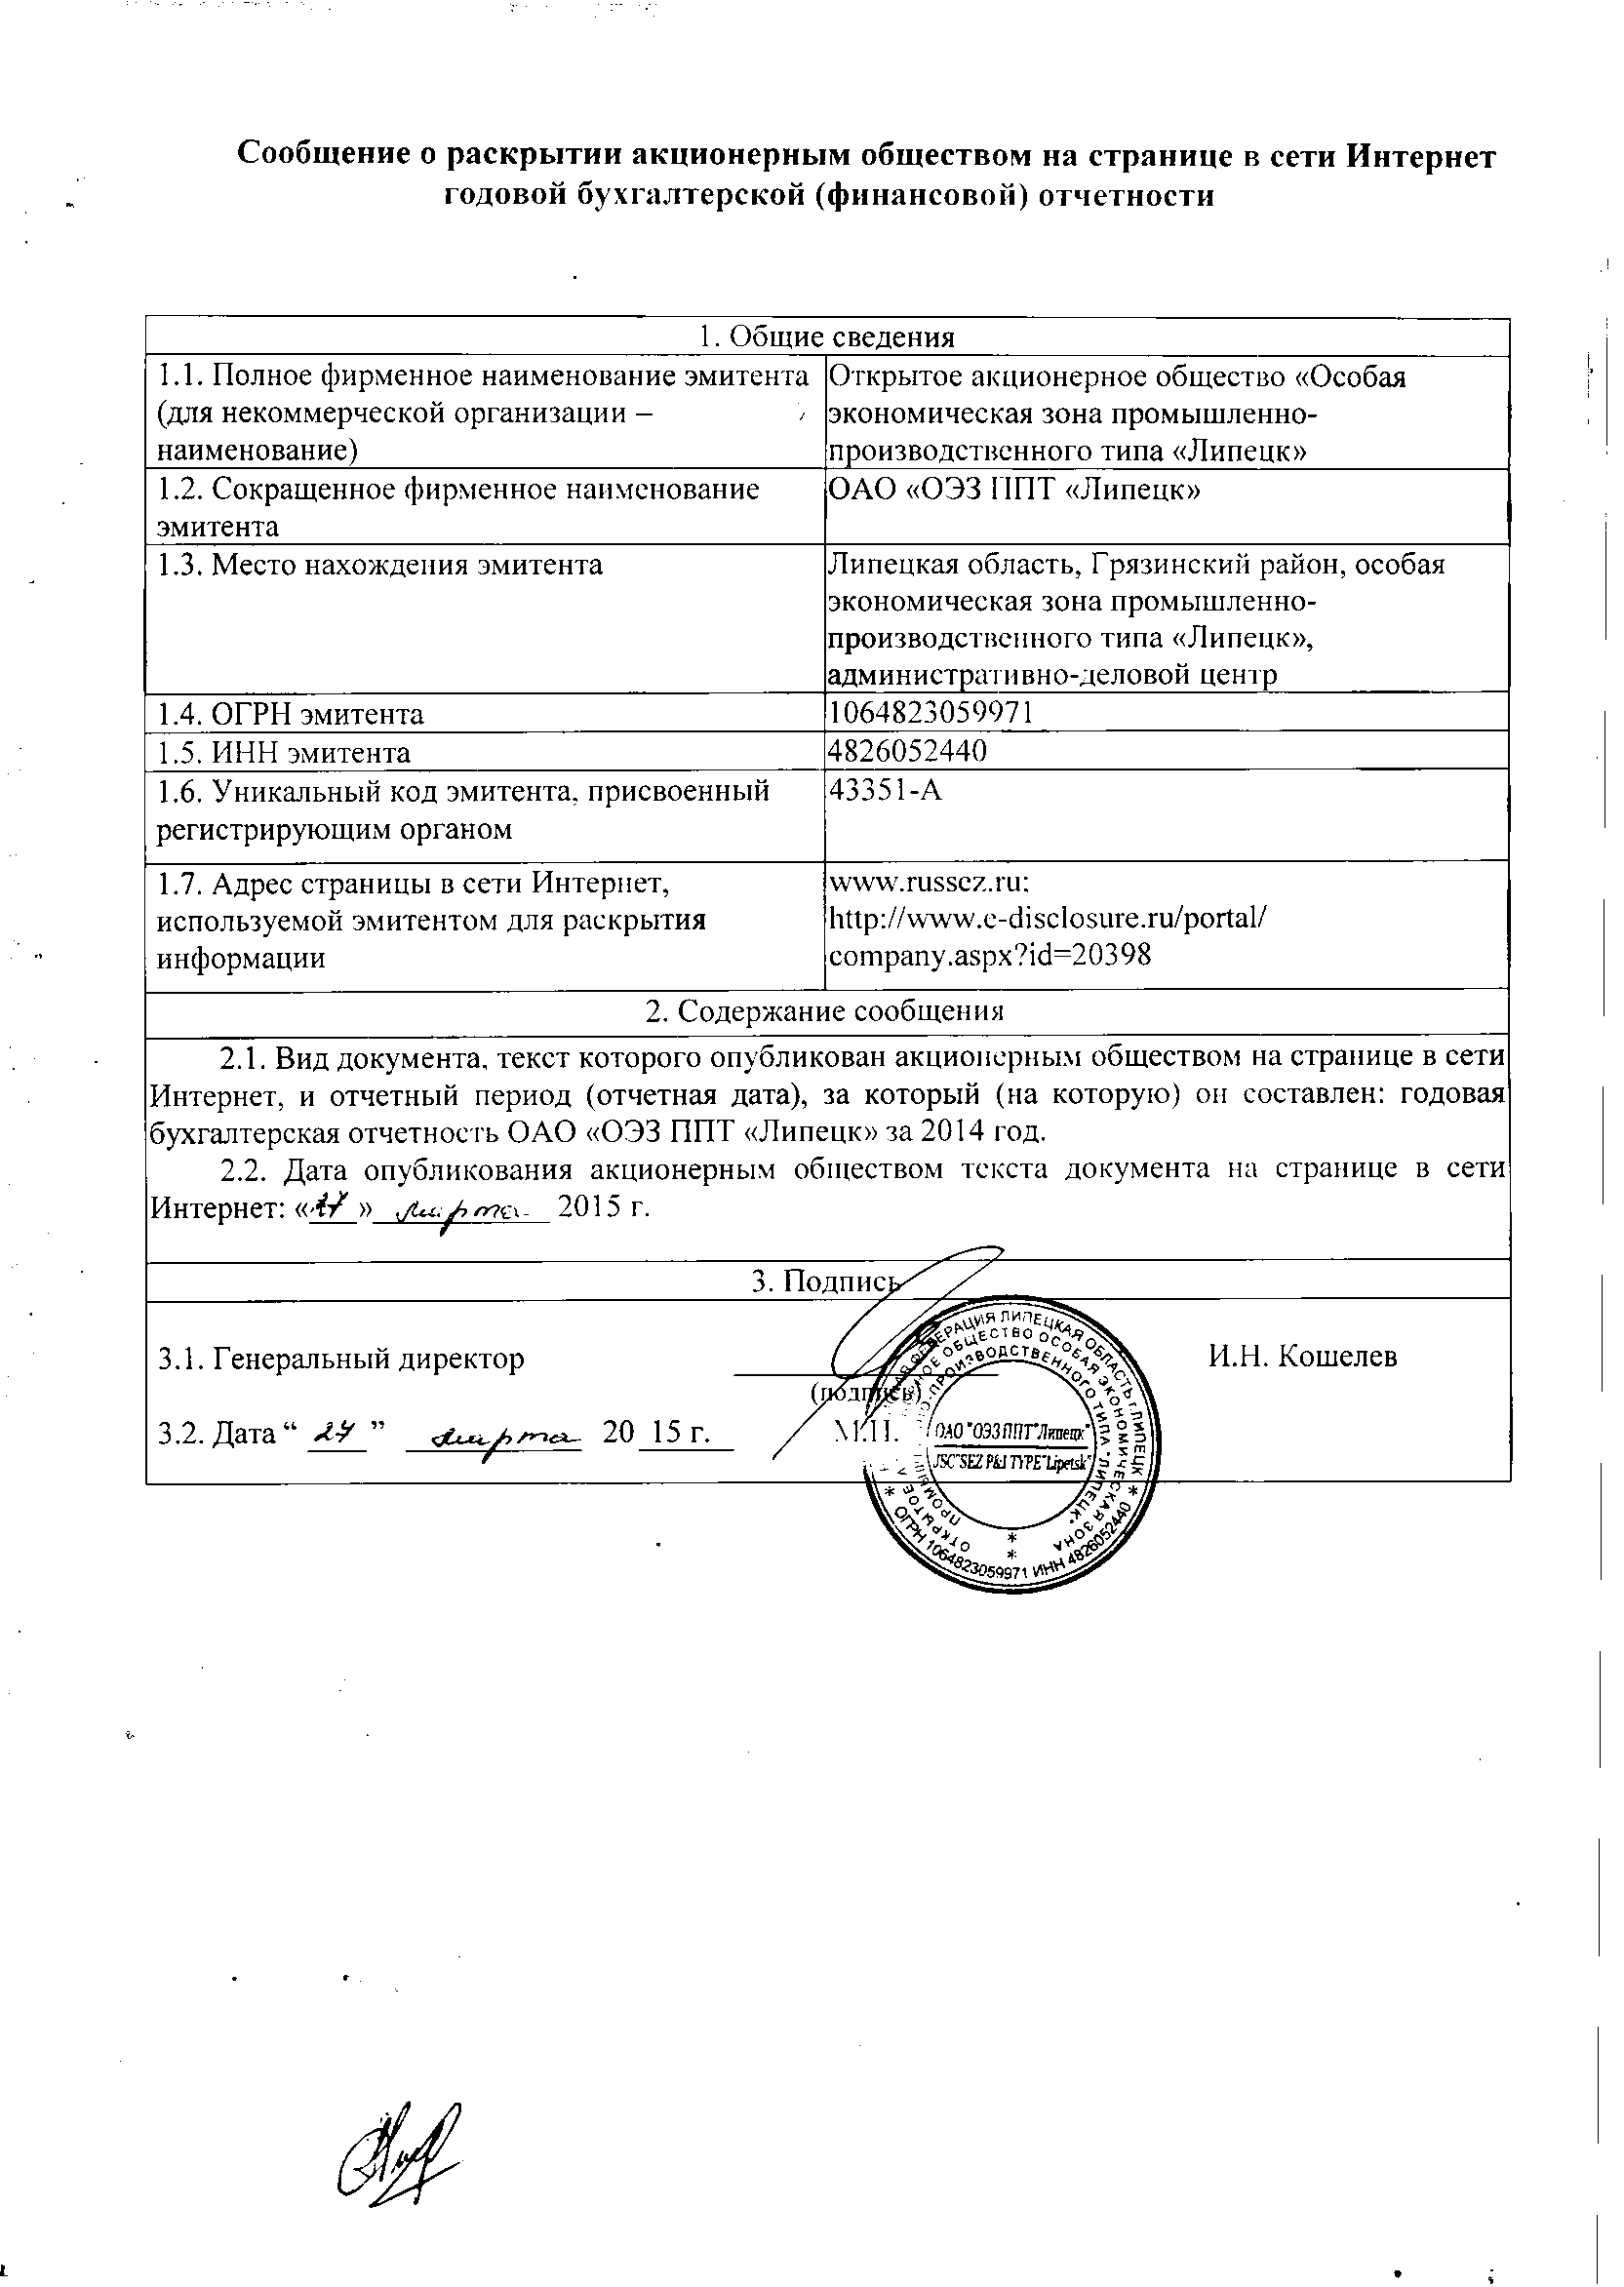 Сообщение о раскрытии акционерным обществом на странице в сети Интернет
годовой бухгалтерской (финансовой) отчетности
1. Общие сведения
1.1. Полное фирменное наименование эмитента
(для некоммерческой организации –
наименование)
Открытое акционерное общество «Особая
экономическая зона промышленно-
производственного типа «Липецк»
1.2. Сокращенное фирменное наименование
эмитента
ОАО «ОЭЗ ППТ «Липецк»
1.3. Место нахождения эмитента
Липецкая область, Грязинский район, особая
экономическая зона промышленно-
производственного типа «Липецк»,
административно-деловой центр
1.4. ОГРН эмитента
1064823059971
1.5. ИНН эмитента
4826052440
1.6. Уникальный код эмитента, присвоенный
регистрирующим органом
43351-А
1.7. Адрес страницы в сети Интернет,
используемой эмитентом для раскрытия
информации
www.russez.ru;
http://www.e-disclosure.ru/portal/
company.aspx?id=20398
2. Содержание сообщения
2.1. Вид документа, текст которого опубликован акционерным обществом на странице в сети
Интернет, и отчетный период (отчетная дата), за который (на которую) он составлен: годовая
бухгалтерская отчетность ОАО «ОЭЗ ППТ «Липецк» за 2014 год.
2.2. Дата опубликования акционерным обществом текста документа на странице в сети
Интернет: « » марта 2015 г.
3. Подпись
3.1. Генеральный директор
И.Н. Кошелев
(подпись)
3.2. Дата “ 27 ” марта 20 15 г.
М.П.
ФЕДЕРАЦИЯ ЛИПЕЦКАЯ ОБЛАСТЬ г.ЛИПЕЦК
* ОГРН 1064823059971 ИНН 4826052440 *
ОТКРЫТОЕ ОБЩЕСТВО ОСОБАЯ ЭКОНОМИЧЕСКАЯ ЗОНА
ПРОИЗВОДСТВЕННОГО ТИПА "ЛИПЕЦК"
ОАО "ОЭЗ ППТ"Липецк"
JSC"SEZ P&I TYPE"Lipetsk"